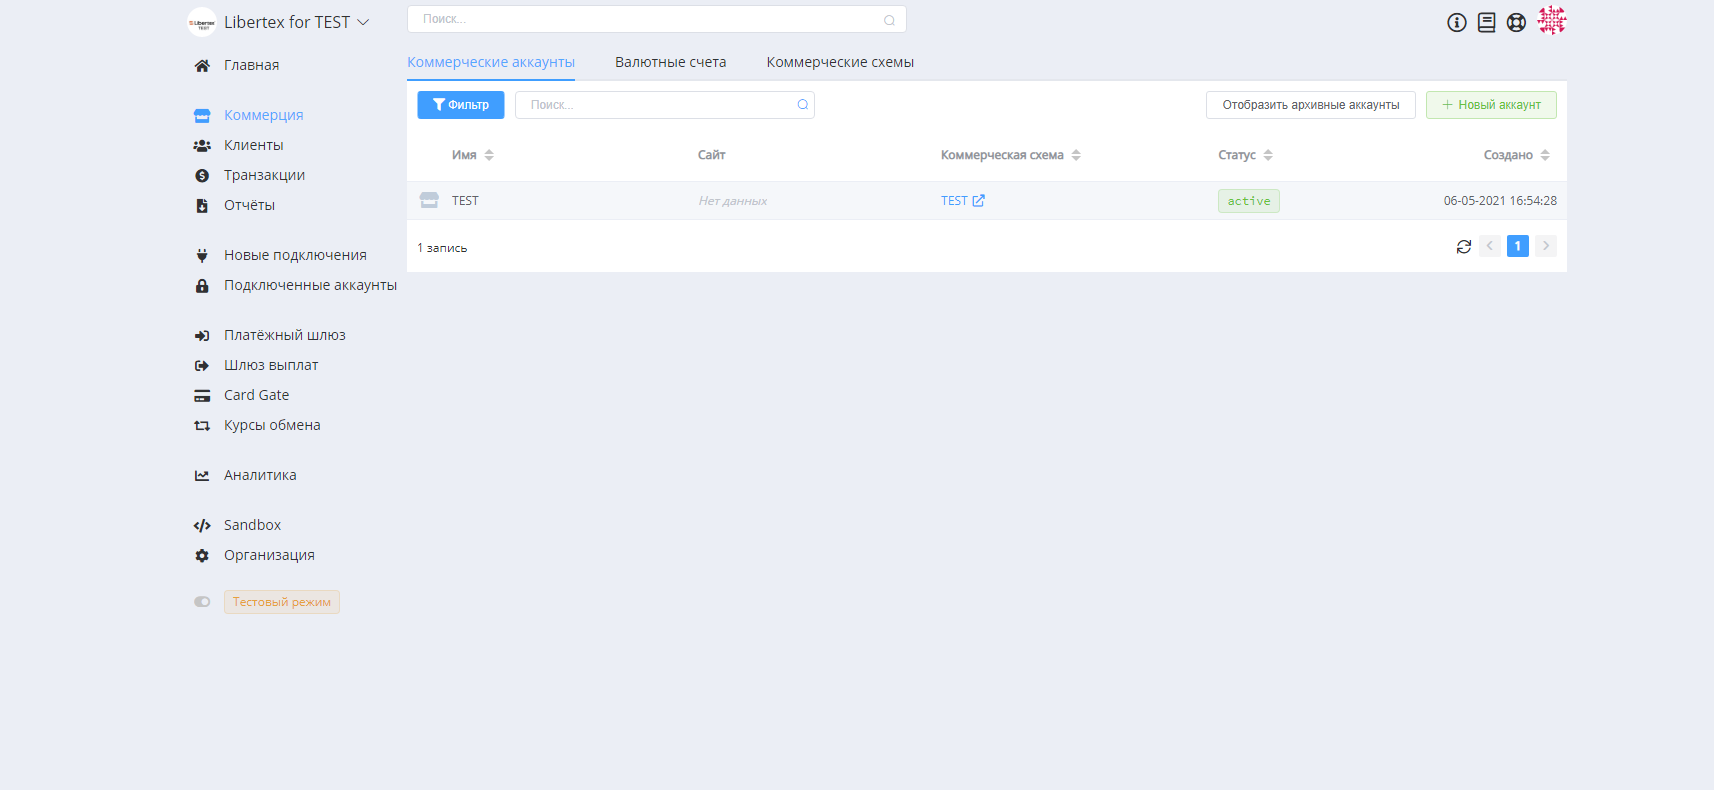 Libertex TEST
Libertex for TEST
Поиск...
Главная
Коммерция
Клиенты
Транзакции
Отчёты
Новые подключения
Подключенные аккаунты
Платёжный шлюз
Шлюз выплат
Card Gate
Курсы обмена
Аналитика
Sandbox
Организация
Тестовый режим
Коммерческие аккаунты Валютные счета Коммерческие схемы
Фильтр Поиск... Отобразить архивные аккаунты + Новый аккаунт
Имя Сайт Коммерческая схема Статус Создано
TEST Нет данных TEST active 06-05-2021 16:54:28
1 запись 1